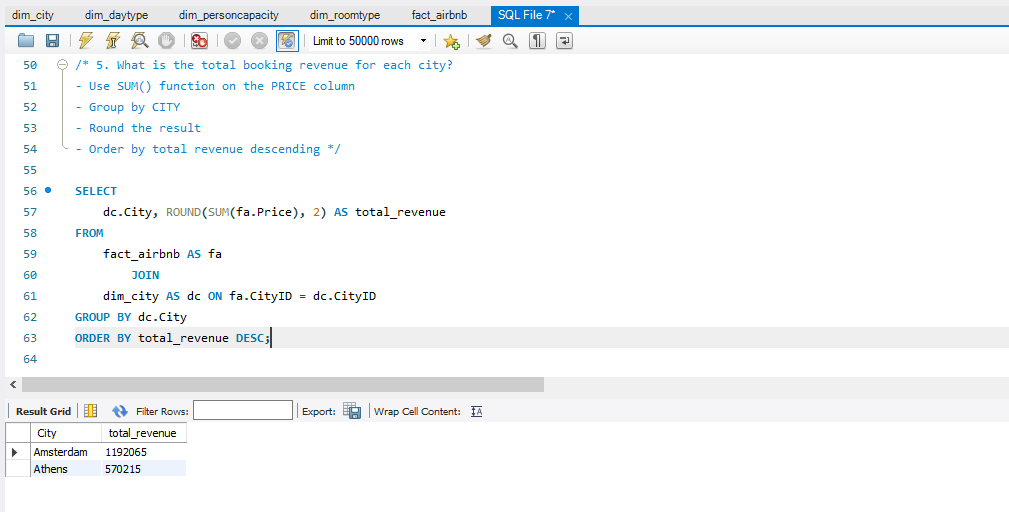 dim_city dim_daytype dim_personcapacity dim_roomtype fact_airbnb SQL File 7* ×
Limit to 50000 rows
50 /* 5. What is the total booking revenue for each city?
51 - Use SUM() function on the PRICE column
52 - Group by CITY
53 - Round the result
54 - Order by total revenue descending */
55
56 SELECT
57 dc.City, ROUND(SUM(fa.Price), 2) AS total_revenue
58 FROM
59 fact_airbnb AS fa
60 JOIN
61 dim_city AS dc ON fa.CityID = dc.CityID
62 GROUP BY dc.City
63 ORDER BY total_revenue DESC;
64
Result Grid Filter Rows: Export: Wrap Cell Content: IA
City total_revenue
Amsterdam 1192065
Athens 570215